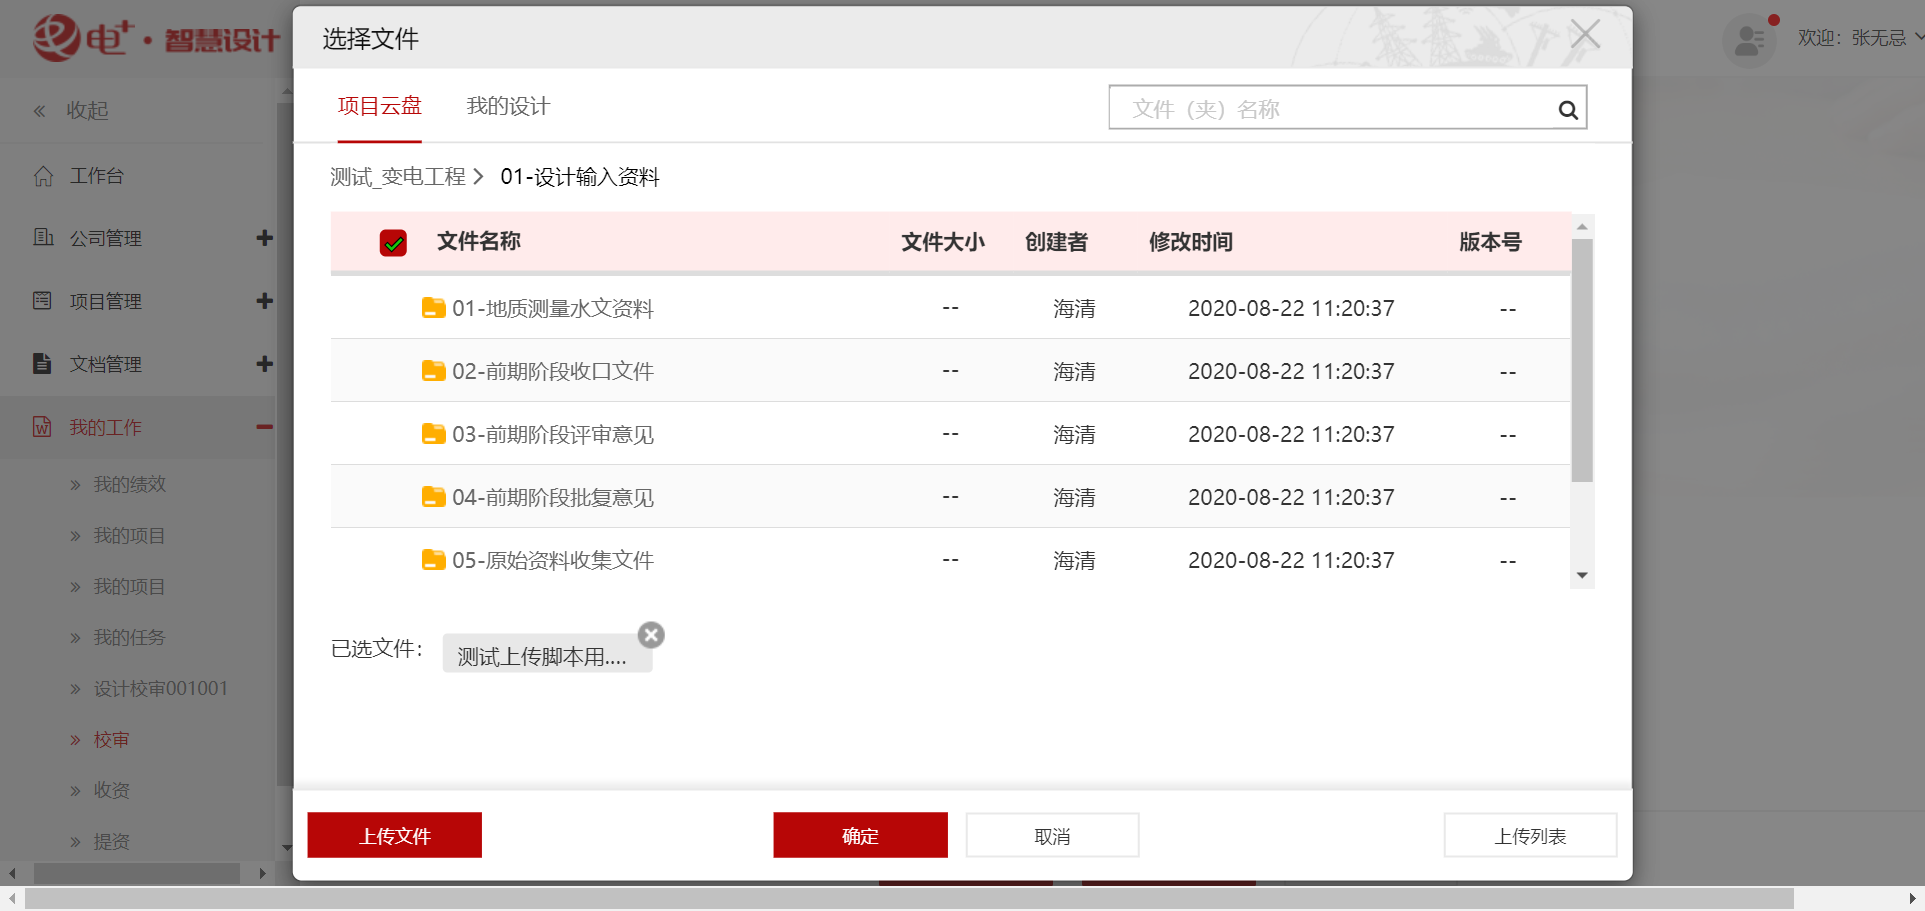 电+·智慧设计
欢迎：张无忌
收起
工作台
公司管理
项目管理
文档管理
我的工作
我的绩效
我的项目
我的项目
我的任务
设计校审001001
校审
收资
提资
选择文件
项目云盘 我的设计
文件（夹）名称
测试_变电工程 01-设计输入资料
文件名称 文件大小 创建者 修改时间 版本号
01-地质测量水文资料 -- 海清 2020-08-22 11:20:37 --
02-前期阶段收口文件 -- 海清 2020-08-22 11:20:37 --
03-前期阶段评审意见 -- 海清 2020-08-22 11:20:37 --
04-前期阶段批复意见 -- 海清 2020-08-22 11:20:37 --
05-原始资料收集文件 -- 海清 2020-08-22 11:20:37 --
已选文件： 测试上传脚本用....
上传文件 确定 取消 上传列表